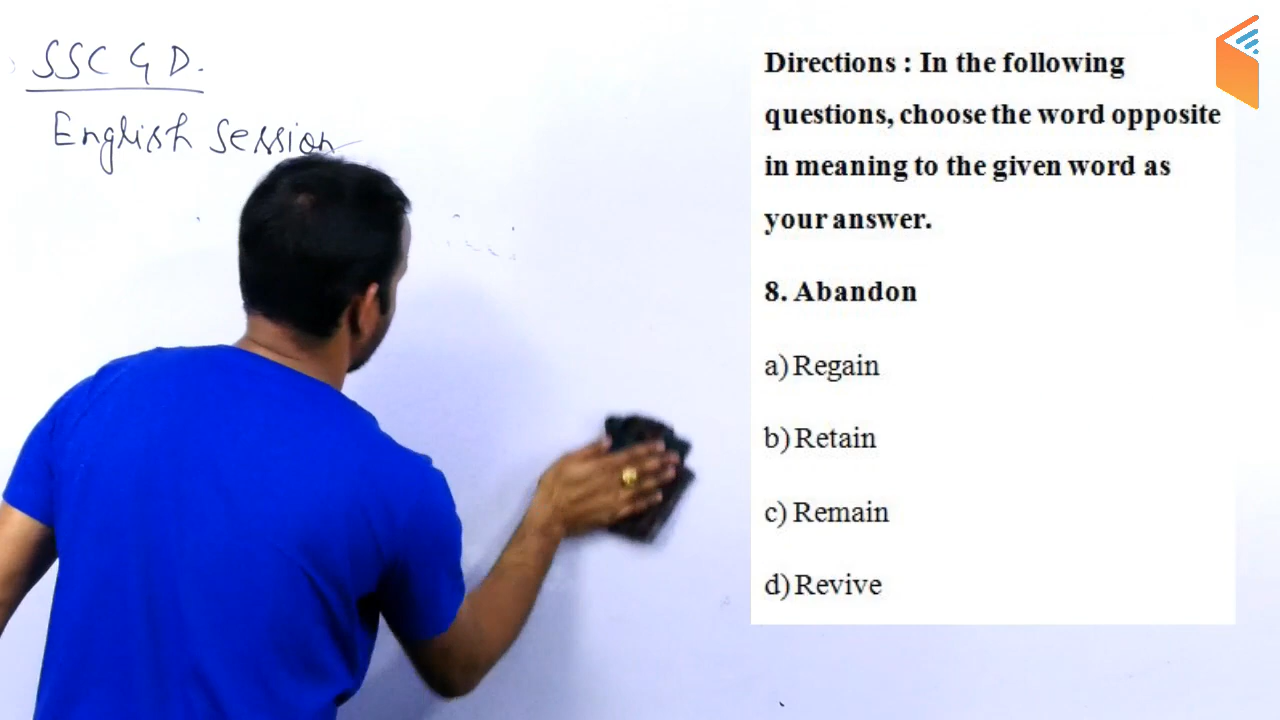 SSC G D.
English Session
Directions : In the following
questions, choose the word opposite
in meaning to the given word as
your answer.
8. Abandon
a) Regain
b) Retain
c) Remain
d) Revive